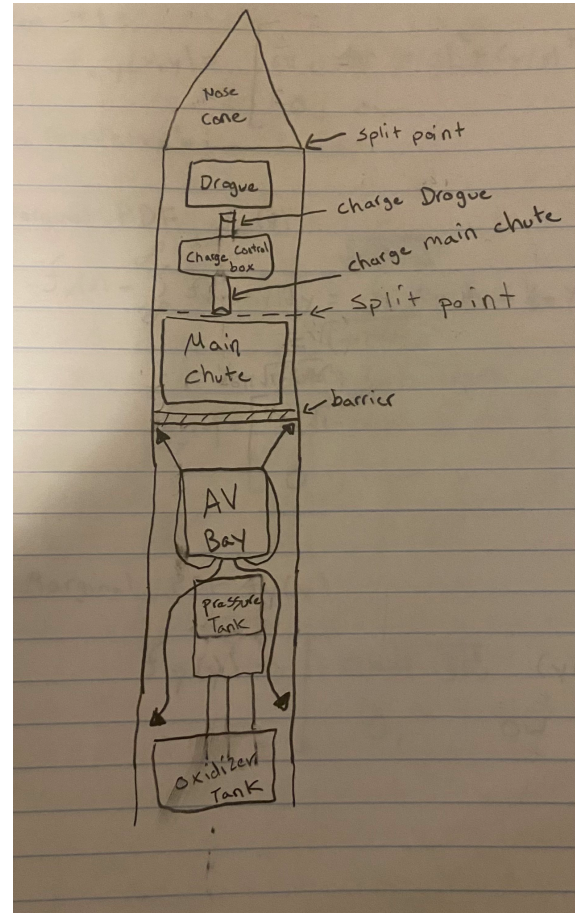 Nose
Cone
split point
Drogue
charge Drogue
Charge Control
box
charge main chute
split point
Main
chute
barrier
AV
Bay
pressure
Tank
oxidizer
Tank